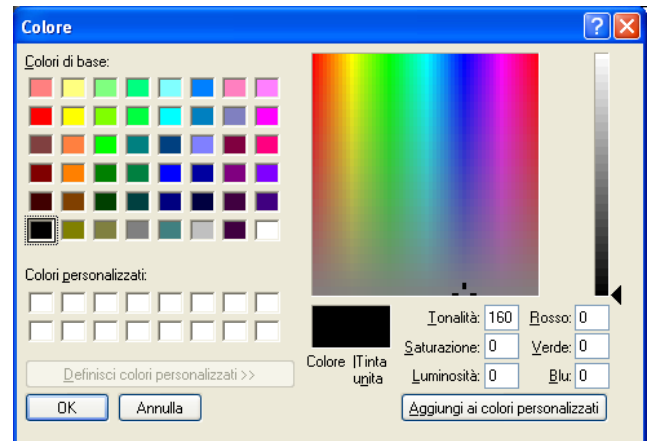 Colore
Colori di base:
Colori personalizzati:
Definisci colori personalizzati >>
OK Annulla
Colore |Tinta
unita
Tonalità: 160 Rosso: 0
Saturazione: 0 Verde: 0
Luminosità: 0 Blu: 0
Aggiungi ai colori personalizzati